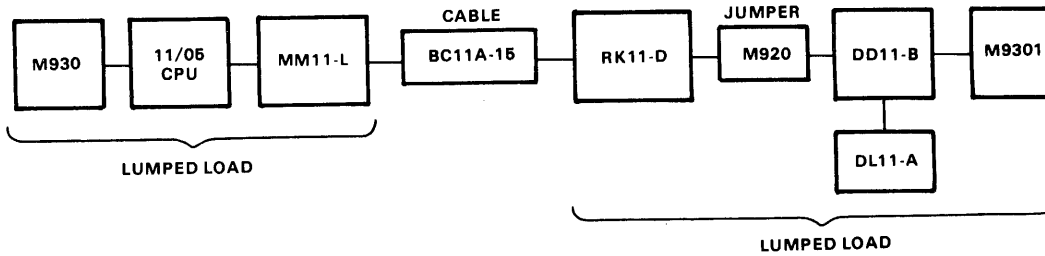 CABLE
JUMPER
M930
11/05
CPU
MM11-L
BC11A-15
RK11-D
M920
DD11-B
M9301
DL11-A
LUMPED LOAD
LUMPED LOAD